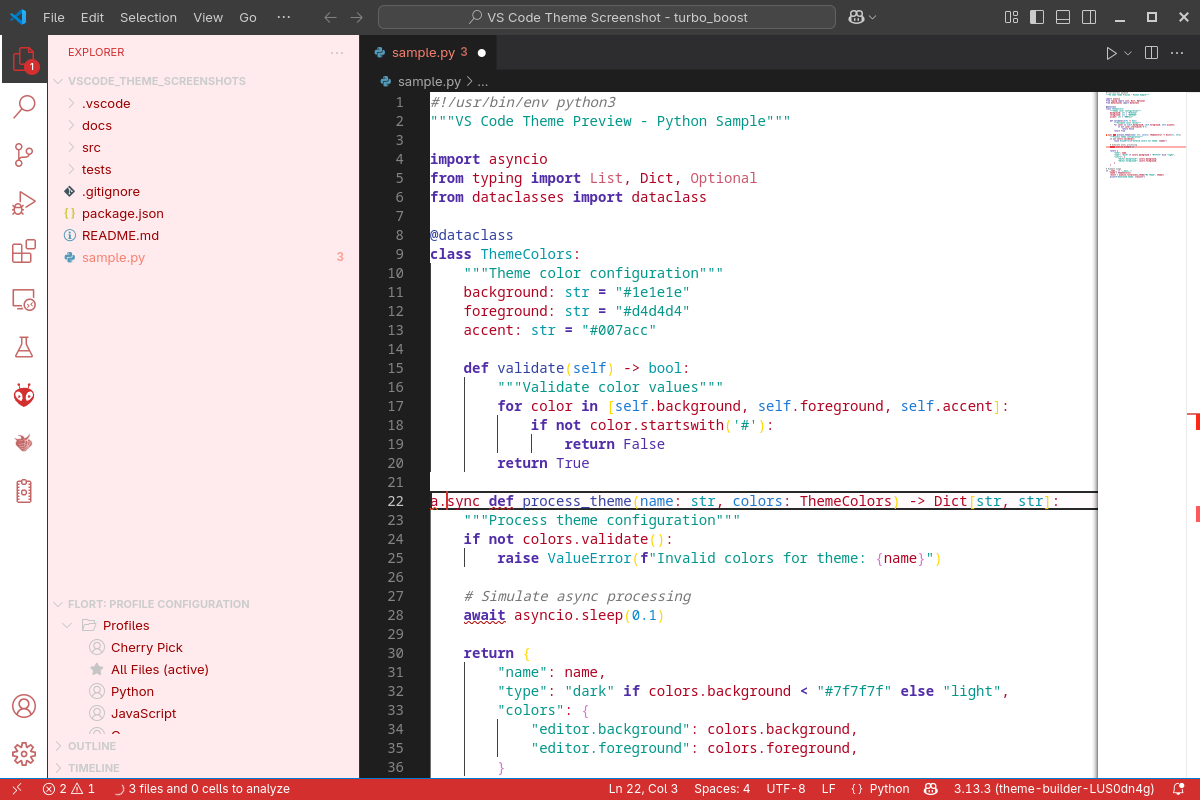 File Edit Selection View Go ···
VS Code Theme Screenshot - turbo_boost
EXPLORER
1
VSCODE_THEME_SCREENSHOTS
.vscode
docs
src
tests
.gitignore
{} package.json
README.md
sample.py 3
FLORT: PROFILE CONFIGURATION
Profiles
Cherry Pick
All Files (active)
Python
JavaScript
OUTLINE
TIMELINE
sample.py 3
sample.py > ...
1 #!/usr/bin/env python3
2 """VS Code Theme Preview - Python Sample"""
3
4 import asyncio
5 from typing import List, Dict, Optional
6 from dataclasses import dataclass
7
8 @dataclass
9 class ThemeColors:
10 """Theme color configuration"""
11 background: str = "#1e1e1e"
12 foreground: str = "#d4d4d4"
13 accent: str = "#007acc"
14
15 def validate(self) -> bool:
16 """Validate color values"""
17 for color in [self.background, self.foreground, self.accent]:
18 if not color.startswith('#'):
19 return False
20 return True
21
22 a.sync def process_theme(name: str, colors: ThemeColors) -> Dict[str, str]:
23 """Process theme configuration"""
24 if not colors.validate():
25 raise ValueError(f"Invalid colors for theme: {name}")
26
27 # Simulate async processing
28 await asyncio.sleep(0.1)
29
30 return {
31 "name": name,
32 "type": "dark" if colors.background < "#7f7f7f" else "light",
33 "colors": {
34 "editor.background": colors.background,
35 "editor.foreground": colors.foreground,
36 }
2 1 3 files and 0 cells to analyze
Ln 22, Col 3 Spaces: 4 UTF-8 LF {} Python 3.13.3 (theme-builder-LUS0dn4g)